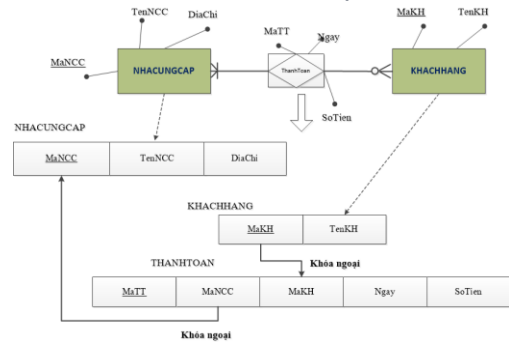 TenNCC
DiaChi
MaNCC
NHACUNGCAP
MaTT
Ngay
ThanhToan
SoTien
MaKH
TenKH
KHACHHANG
NHACUNGCAP
MaNCC TenNCC DiaChi
KHACHHANG
MaKH TenKH
Khóa ngoại
THANHTOAN
MaTT MaNCC MaKH Ngay SoTien
Khóa ngoại